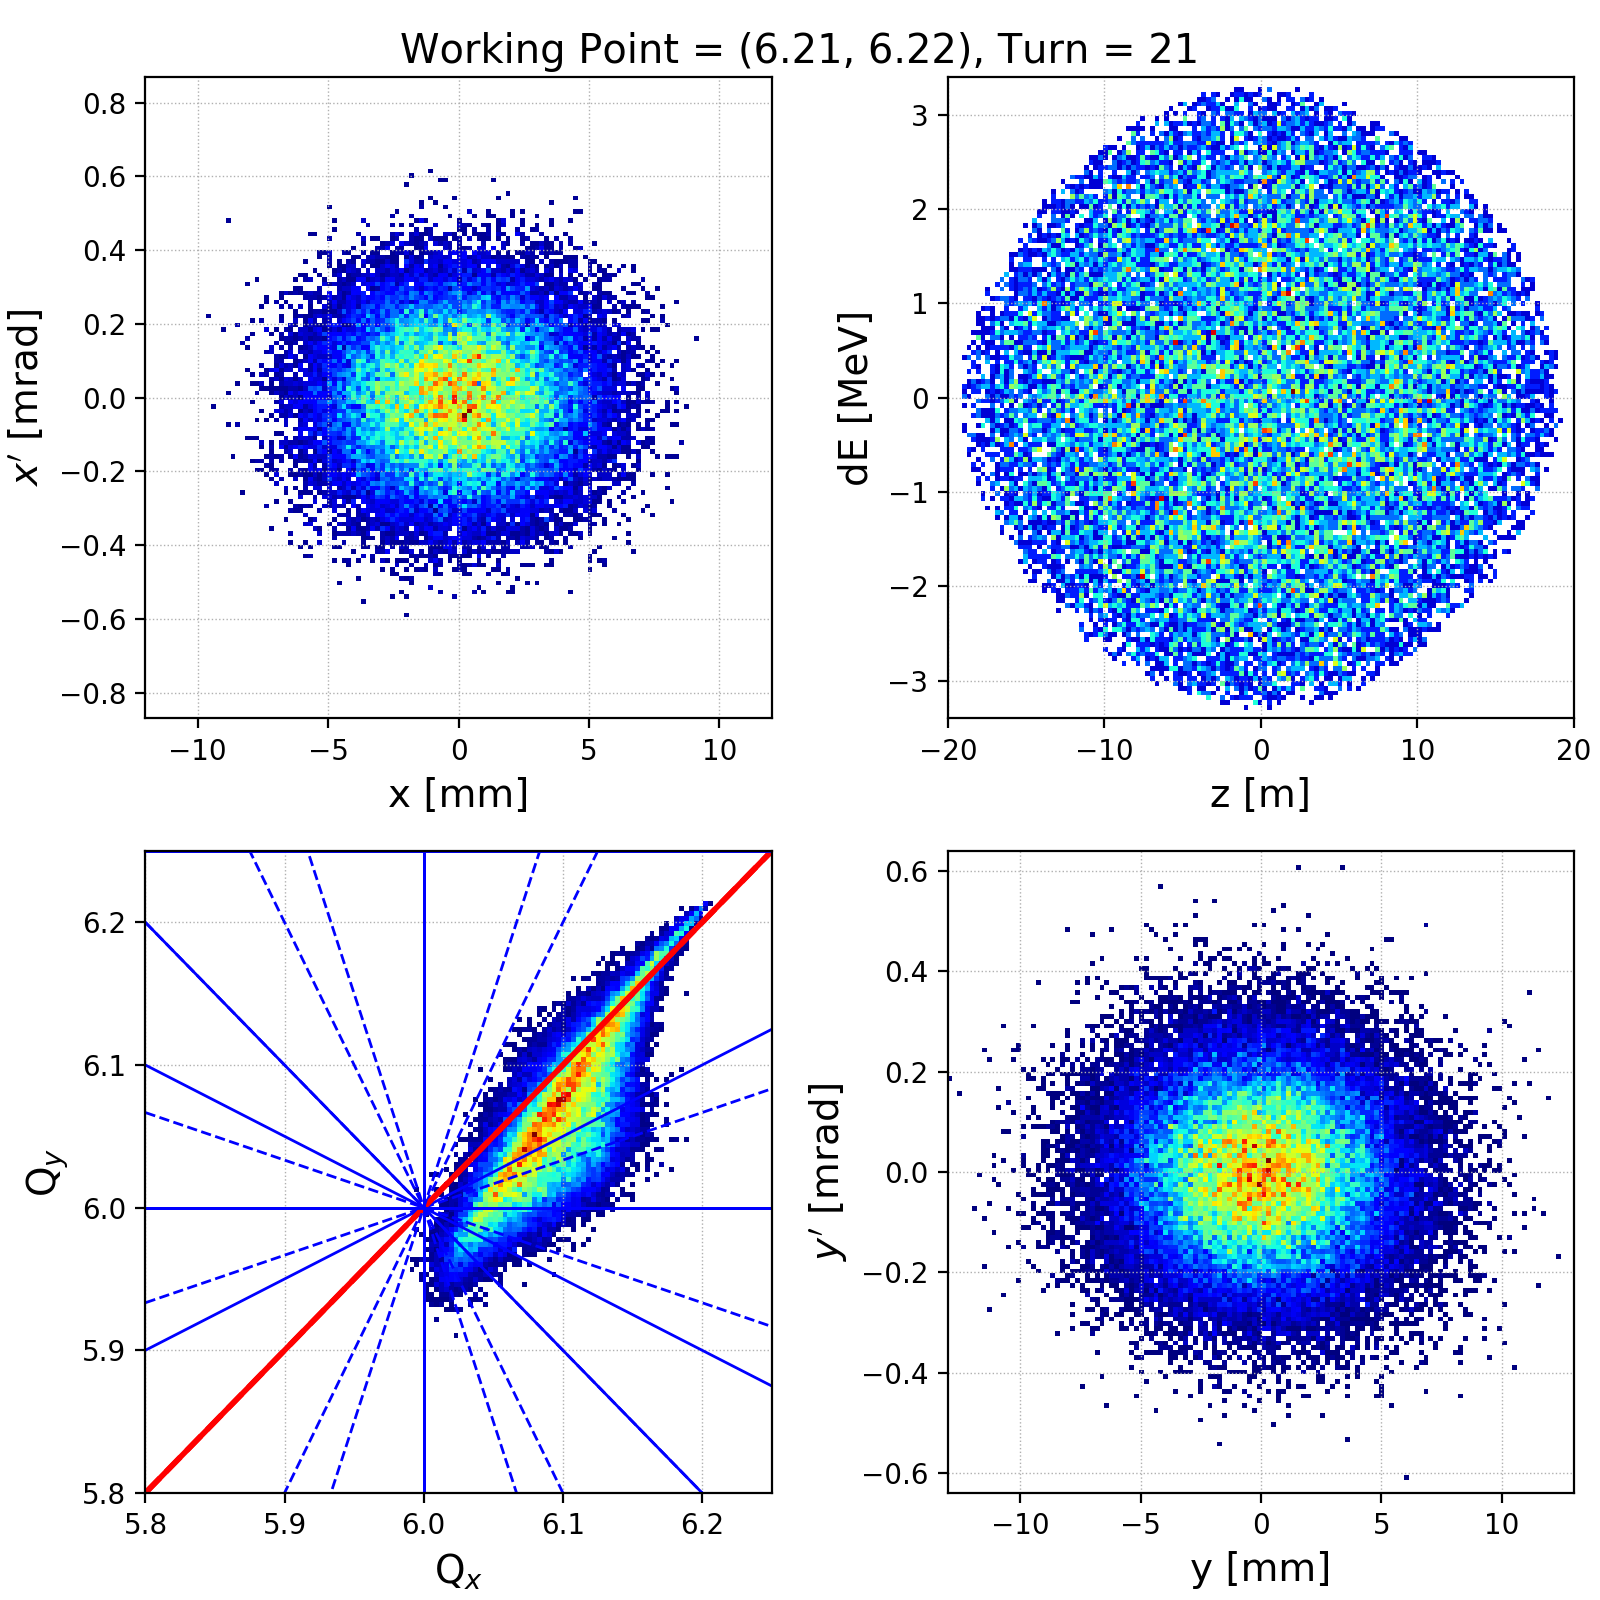 Working Point = (6.21, 6.22), Turn = 21
0.8
0.6
0.4
0.2
0.0
−0.2
−0.4
−0.6
−0.8
x′ [mrad]
−10 −5 0 5 10
x [mm]
3
2
1
0
−1
−2
−3
dE [MeV]
−20 −10 0 10 20
z [m]
6.2
6.1
6.0
5.9
5.8
Qy
5.8 5.9 6.0 6.1 6.2
Qx
0.6
0.4
0.2
0.0
−0.2
−0.4
−0.6
y′ [mrad]
−10 −5 0 5 10
y [mm]